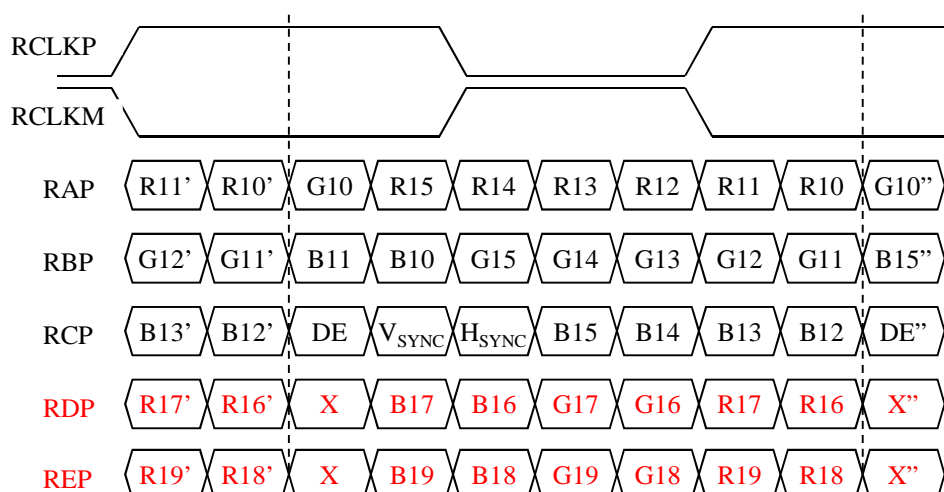 RCLKP
RCLKM
RAP R11’ R10’ G10 R15 R14 R13 R12 R11 R10 G10”
RBP G12’ G11’ B11 B10 G15 G14 G13 G12 G11 B15”
RCP B13’ B12’ DE VSYNC HSYNC B15 B14 B13 B12 DE”
RDP R17’ R16’ X B17 B16 G17 G16 R17 R16 X”
REP R19’ R18’ X B19 B18 G19 G18 R19 R18 X”